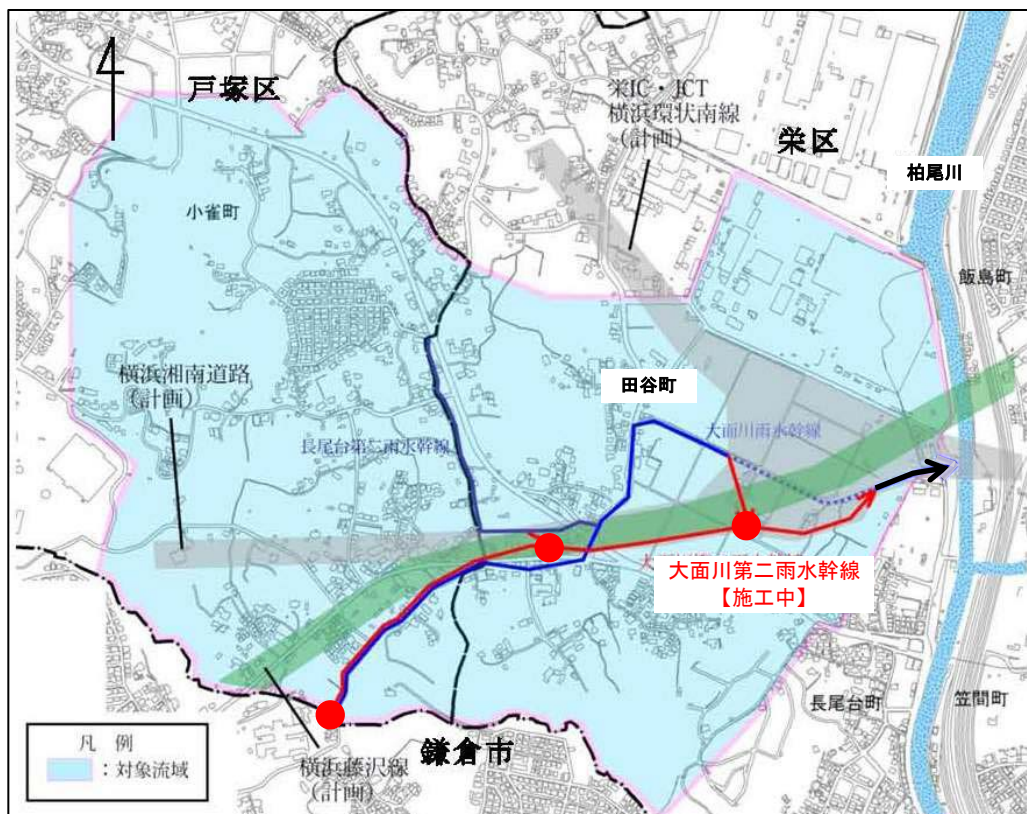 戸塚区
栄IC・JCT
横浜環状南線
(計画)
栄区
柏尾川
小雀町
飯島町
横浜湘南道路
(計画)
田谷町
大面川雨水幹線
長尾台第二雨水幹線
大面川第二雨水幹線
【施工中】
長尾台町
笠間町
鎌倉市
横浜藤沢線
(計画)
凡 例
:対象流域